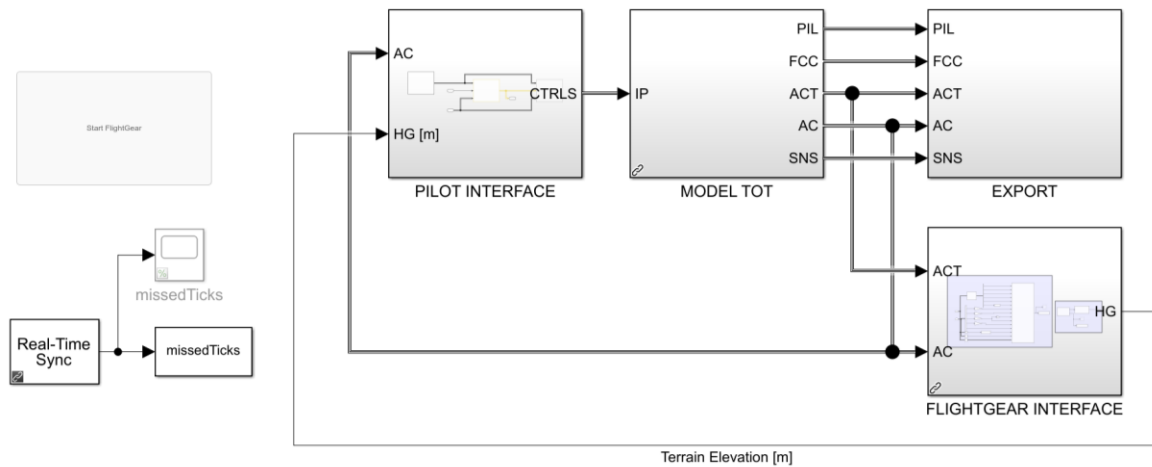 Start FlightGear
missedTicks
Real-Time
Sync
missedTicks
AC
HG [m]
CTRLS
PILOT INTERFACE
IP
PIL
FCC
ACT
AC
SNS
MODEL TOT
PIL
FCC
ACT
AC
SNS
EXPORT
ACT
AC
HG
FLIGHTGEAR INTERFACE
Terrain Elevation [m]